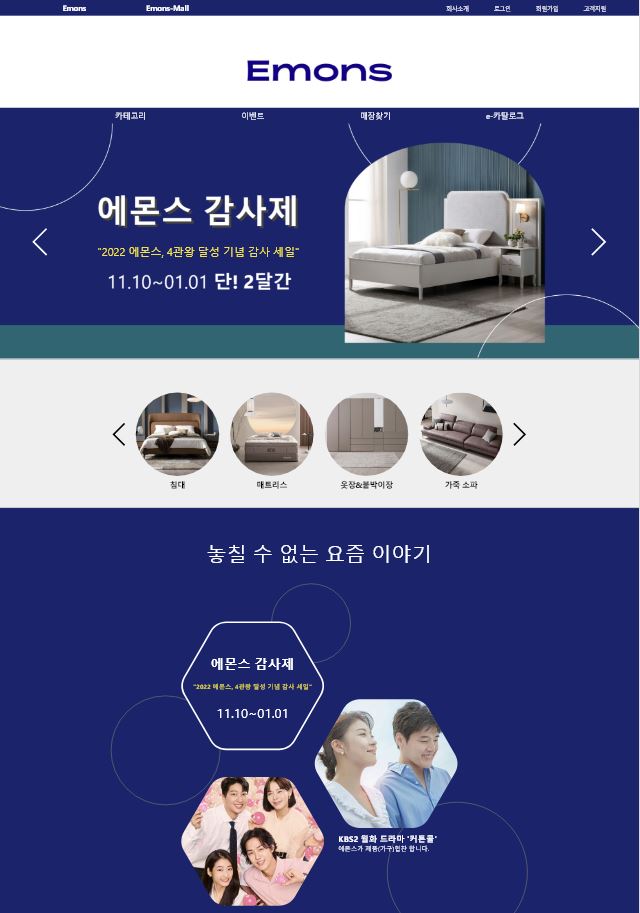 Emons Emons-Mall 회사소개 로그인 회원가입 고객지원
Emons
카테고리 이벤트 매장찾기 e-카탈로그
에몬스 감사제
"2022 에몬스, 4관왕 달성 기념 감사 세일"
11.10~01.01 단! 2달간
침대 매트리스 옷장&붙박이장 가죽 소파
놓칠 수 없는 요즘 이야기
에몬스 감사제
"2022 에몬스, 4관왕 달성 기념 감사 세일"
11.10~01.01
KBS2 월화 드라마 '커튼콜'
에몬스가 제품(가구)협찬 합니다.